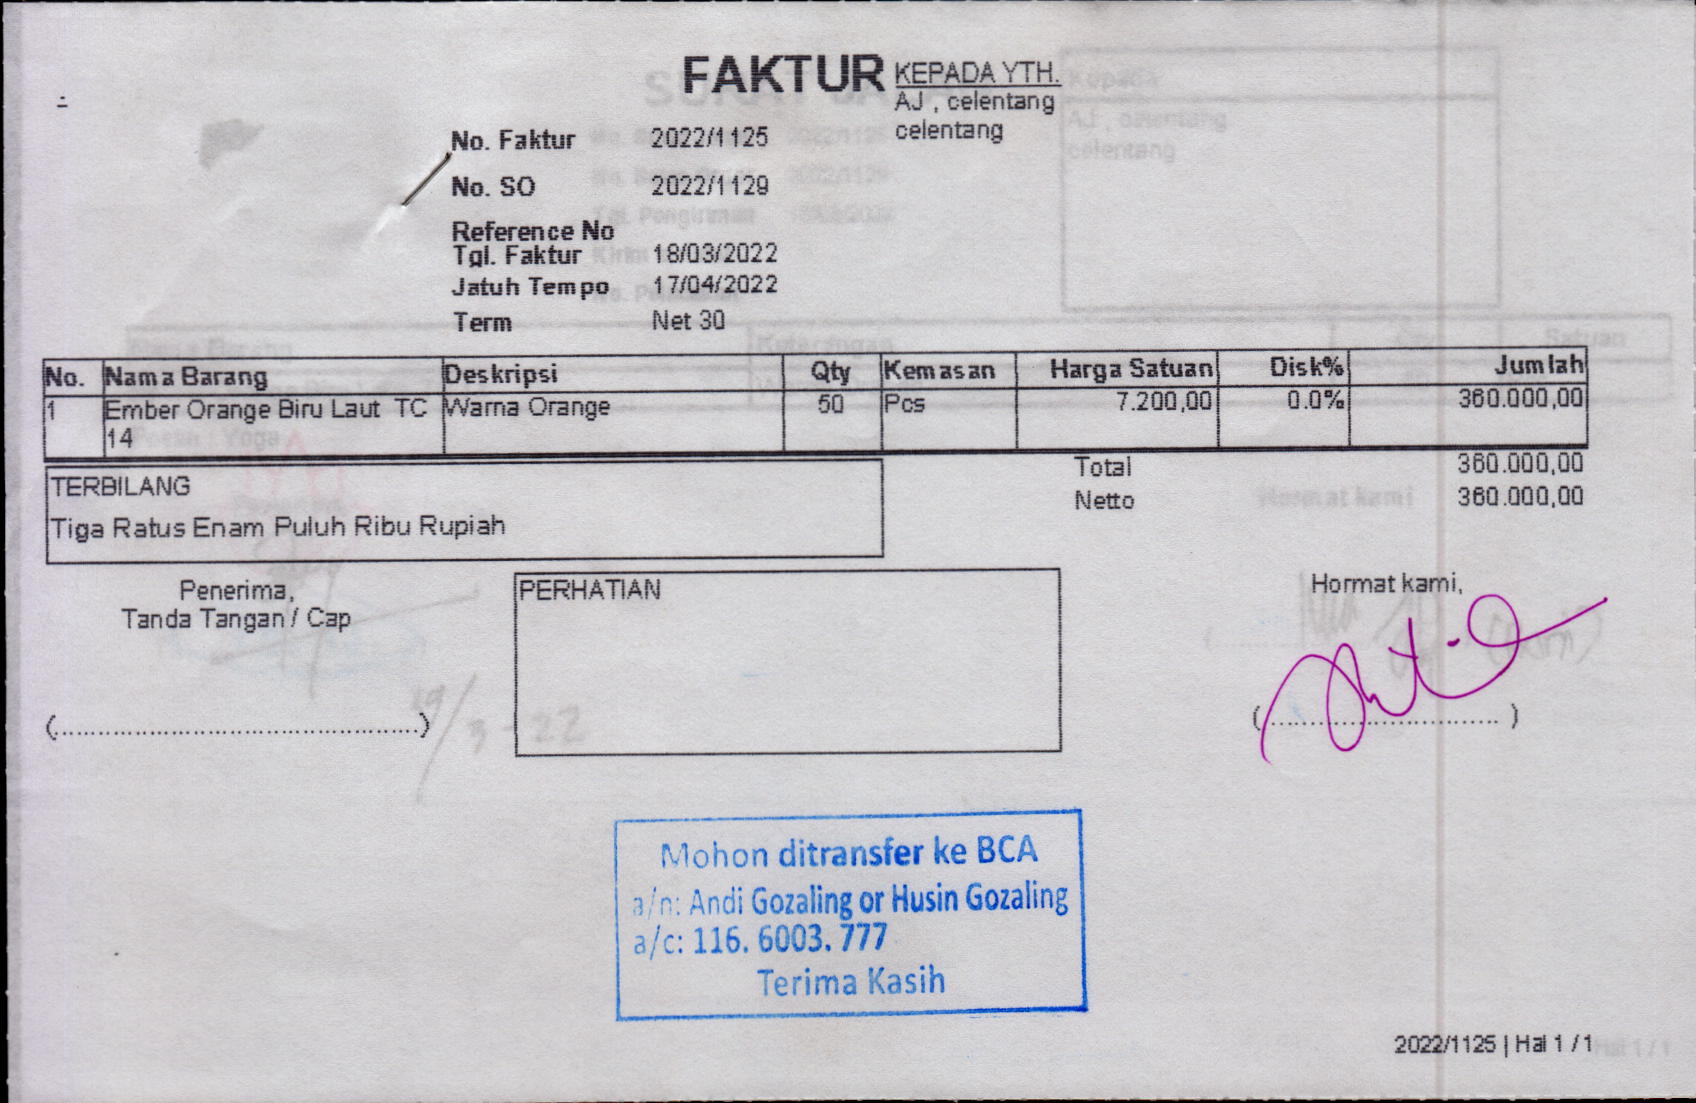 FAKTUR
KEPADA YTH.
AJ , celentang
celentang
No. Faktur 2022/1125
No. SO 2022/1129
Reference No
Tgl. Faktur 18/03/2022
Jatuh Tempo 17/04/2022
Term Net 30
No. Nama Barang Deskripsi Qty Kemasan Harga Satuan Disk% Jumlah
1 Ember Orange Biru Laut TC Warna Orange 50 Pcs 7.200,00 0.0% 360.000,00
14
Total 360.000,00
Netto 360.000,00
TERBILANG
Tiga Ratus Enam Puluh Ribu Rupiah
Penerima,
Tanda Tangan / Cap
(..............................................)
PERHATIAN
Hormat kami,
(............................. )
Mohon ditransfer ke BCA
a/n: Andi Gozaling or Husin Gozaling
a/c: 116. 6003. 777
Terima Kasih
2022/1125 | Hal 1 / 1